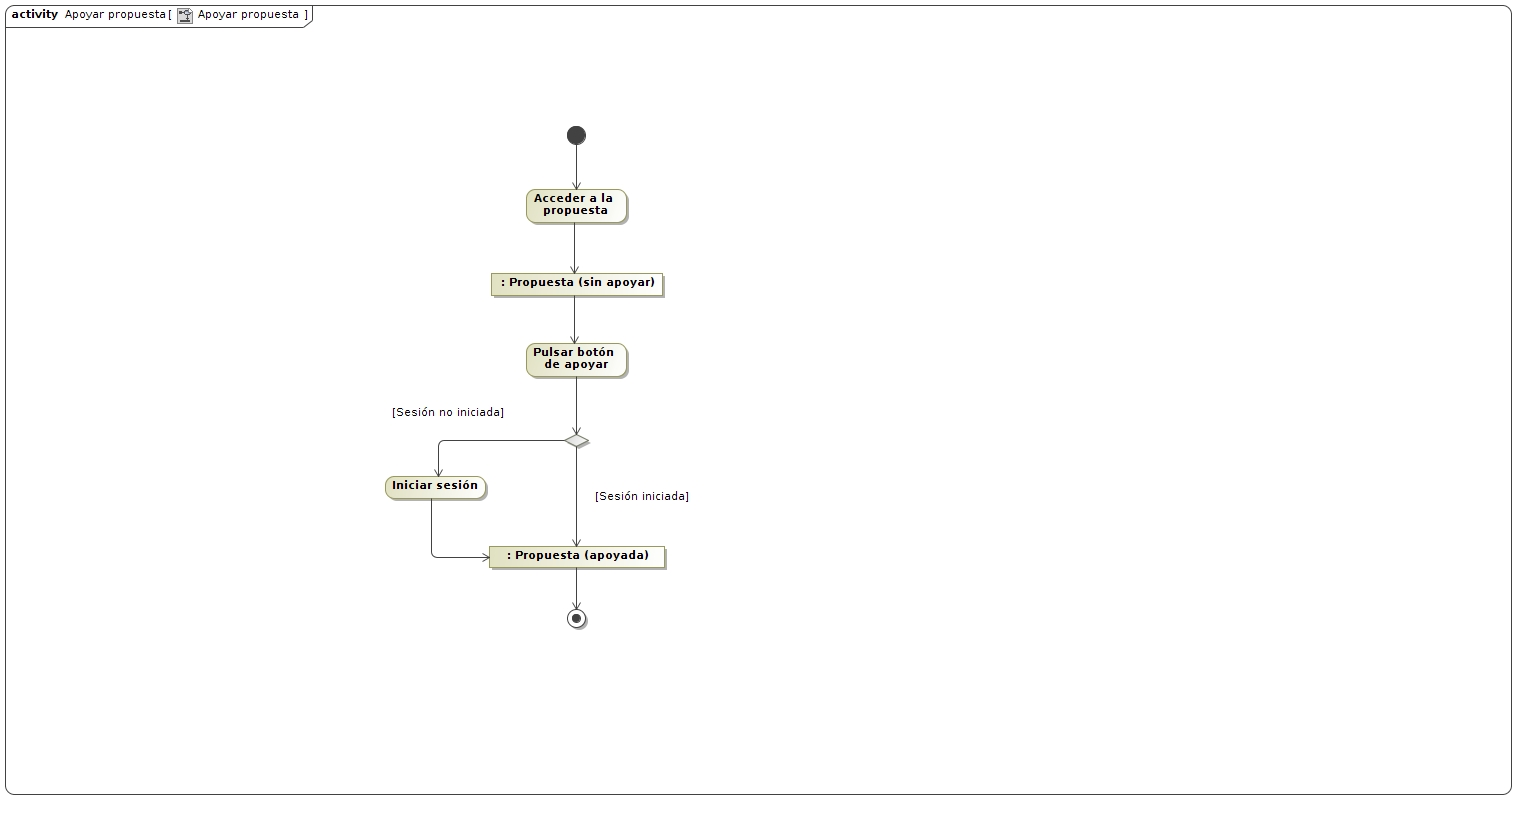 activity Apoyar propuesta[ Apoyar propuesta ]
Acceder a la
propuesta
: Propuesta (sin apoyar)
Pulsar botón
de apoyar
[Sesión no iniciada]
Iniciar sesión
[Sesión iniciada]
: Propuesta (apoyada)